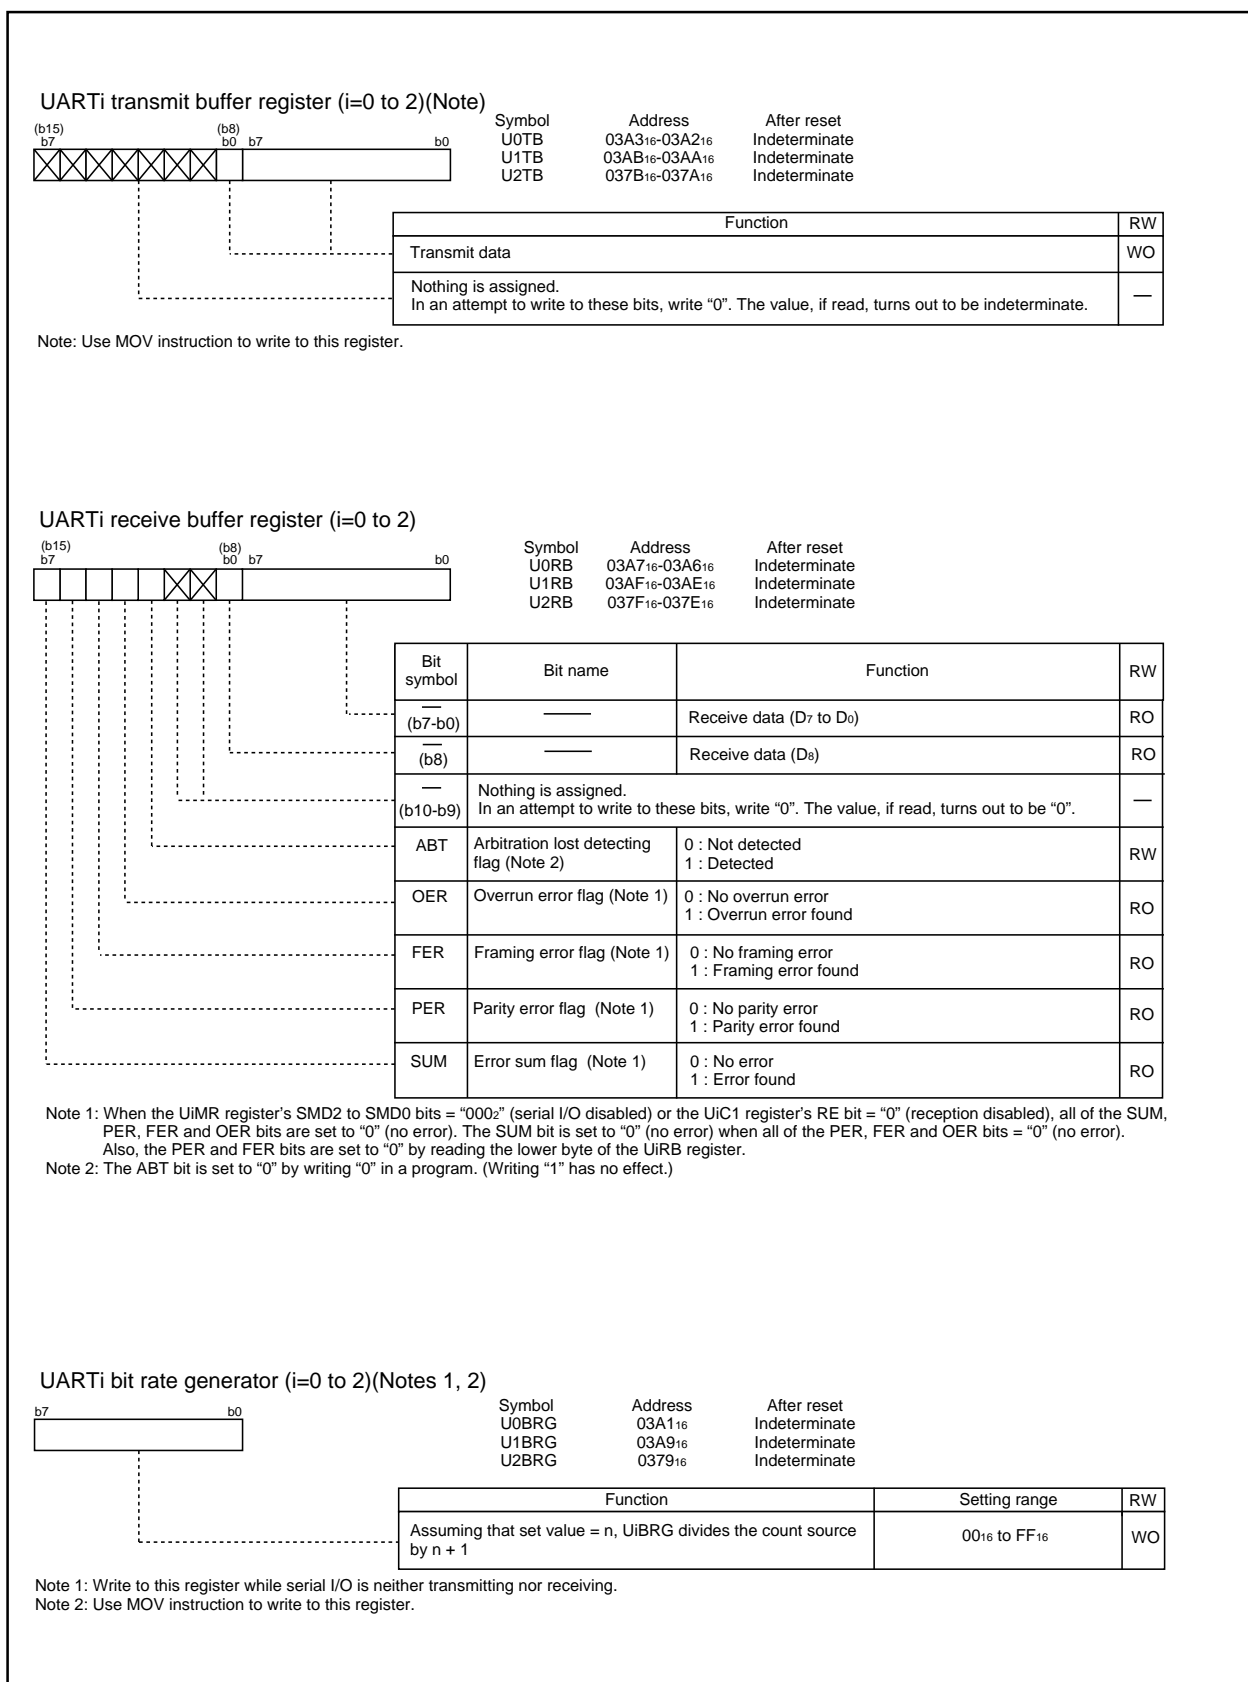 UARTi transmit buffer register (i=0 to 2)(Note)
(b15) (b8)
b7 b0 b7 b0
Symbol Address After reset
U0TB 03A3₁₆-03A2₁₆ Indeterminate
U1TB 03AB₁₆-03AA₁₆ Indeterminate
U2TB 037B₁₆-037A₁₆ Indeterminate
Function RW
Transmit data WO
Nothing is assigned.
In an attempt to write to these bits, write “0”. The value, if read, turns out to be indeterminate. —
Note: Use MOV instruction to write to this register.
UARTi receive buffer register (i=0 to 2)
(b15) (b8)
b7 b0 b7 b0
Symbol Address After reset
U0RB 03A7₁₆-03A6₁₆ Indeterminate
U1RB 03AF₁₆-03AE₁₆ Indeterminate
U2RB 037F₁₆-037E₁₆ Indeterminate
Bit symbol Bit name Function RW
— (b7-b0) — Receive data (D₇ to D₀) RO
— (b8) — Receive data (D₈) RO
— (b10-b9) Nothing is assigned.
In an attempt to write to these bits, write “0”. The value, if read, turns out to be “0”. —
ABT Arbitration lost detecting flag (Note 2) 0 : Not detected
1 : Detected RW
OER Overrun error flag (Note 1) 0 : No overrun error
1 : Overrun error found RO
FER Framing error flag (Note 1) 0 : No framing error
1 : Framing error found RO
PER Parity error flag (Note 1) 0 : No parity error
1 : Parity error found RO
SUM Error sum flag (Note 1) 0 : No error
1 : Error found RO
Note 1: When the UiMR register’s SMD2 to SMD0 bits = “000₂” (serial I/O disabled) or the UiC1 register’s RE bit = “0” (reception disabled), all of the SUM,
PER, FER and OER bits are set to “0” (no error). The SUM bit is set to “0” (no error) when all of the PER, FER and OER bits = “0” (no error).
Also, the PER and FER bits are set to “0” by reading the lower byte of the UiRB register.
Note 2: The ABT bit is set to “0” by writing “0” in a program. (Writing “1” has no effect.)
UARTi bit rate generator (i=0 to 2)(Notes 1, 2)
b7 b0
Symbol Address After reset
U0BRG 03A1₁₆ Indeterminate
U1BRG 03A9₁₆ Indeterminate
U2BRG 0379₁₆ Indeterminate
Function Setting range RW
Assuming that set value = n, UiBRG divides the count source
by n + 1 00₁₆ to FF₁₆ WO
Note 1: Write to this register while serial I/O is neither transmitting nor receiving.
Note 2: Use MOV instruction to write to this register.